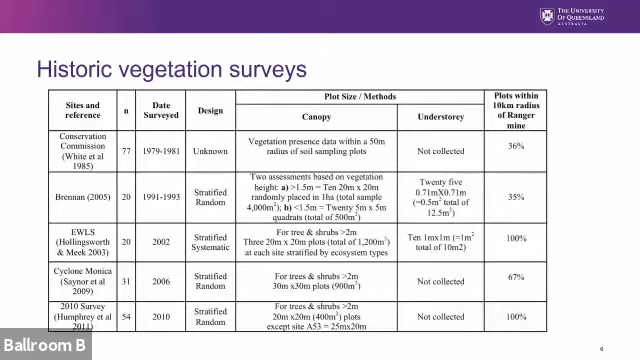 THE UNIVERSITY
OF QUEENSLAND
AUSTRALIA
Historic vegetation surveys
Sites and reference n Date Surveyed Design Plot Size / Methods Plots within 10km radius of Ranger mine
Canopy Understorey
Conservation Commission (White et al 1985) 77 1979-1981 Unknown Vegetation presence data within a 50m radius of soil sampling plots Not collected 36%
Brennan (2005) 20 1991-1993 Stratified Random Two assessments based on vegetation height: a) >1.5m = Ten 20m x 20m randomly placed in 1ha (total sample 4,000m²); b) <1.5m = Twenty 5m x 5m quadrats (total of 500m²) Twenty five 0.71mX0.71m (=0.5m² total of 12.5m²) 35%
EWLS (Hollingsworth & Meek 2003) 20 2002 Stratified Systematic For tree & shrubs >2m Three 20m x 20m plots (total of 1,200m²) at each site stratified by ecosystem types Ten 1mx1m (=1m² total of 10m2) 100%
Cyclone Monica (Saynor et al 2009) 31 2006 Stratified Random For trees & shrubs >2m 30m x30m plots (900m²) Not collected 67%
2010 Survey (Humphrey et al 2011) 54 2010 Stratified Random For trees & shrubs >2m 20m x20m (400m²) plots except site A53 = 25mx20m Not collected 100%
Ballroom B
6